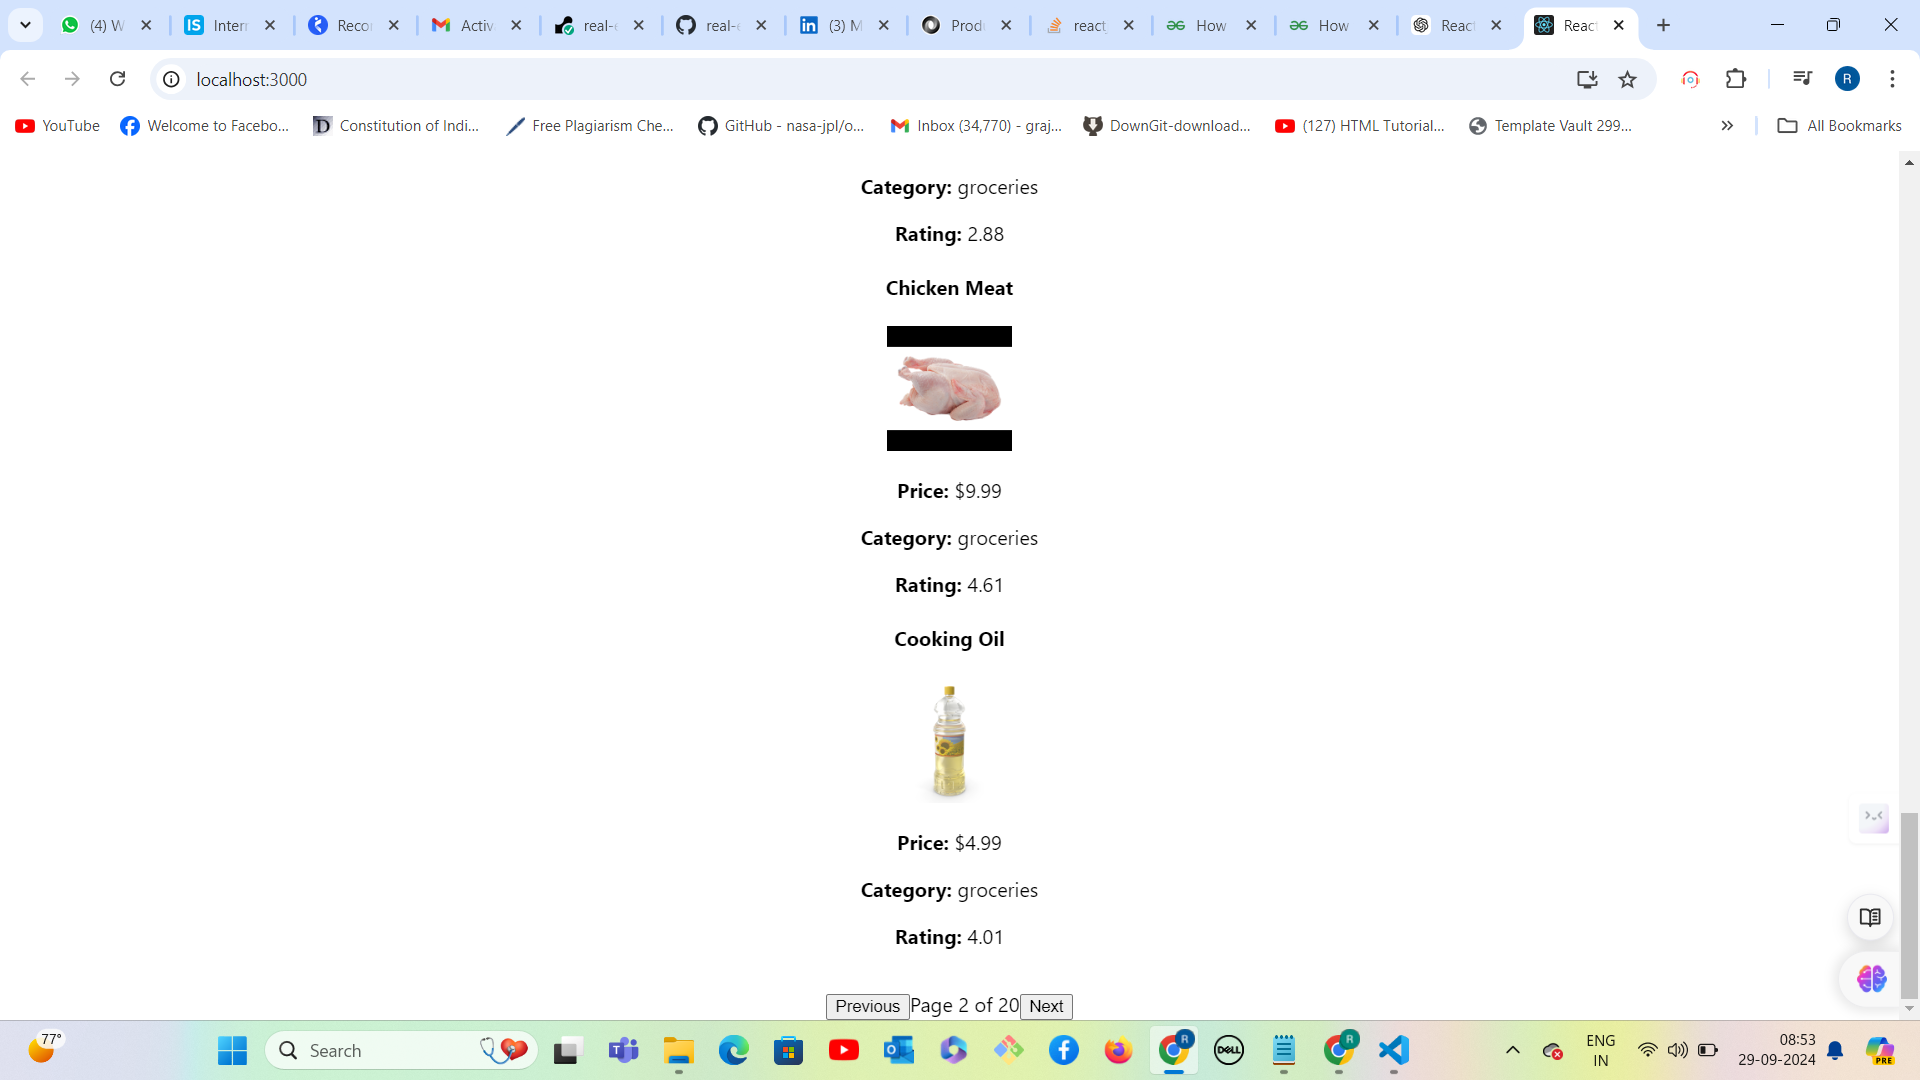 (4) W
Intern
Recor
Activ
real-e
real-e
(3) M
Produ
react
How
How
React
React
localhost:3000
R
YouTube
Welcome to Facebo...
Constitution of Indi...
Free Plagiarism Che...
GitHub - nasa-jpl/o...
Inbox (34,770) - graj...
DownGit-download...
(127) HTML Tutorial...
Template Vault 299...
All Bookmarks
Category: groceries
Rating: 2.88
Chicken Meat
Price: $9.99
Category: groceries
Rating: 4.61
Cooking Oil
Price: $4.99
Category: groceries
Rating: 4.01
Previous Page 2 of 20 Next
77°
Search
DELL
R
R
ENG
IN
08:53
29-09-2024
PRE